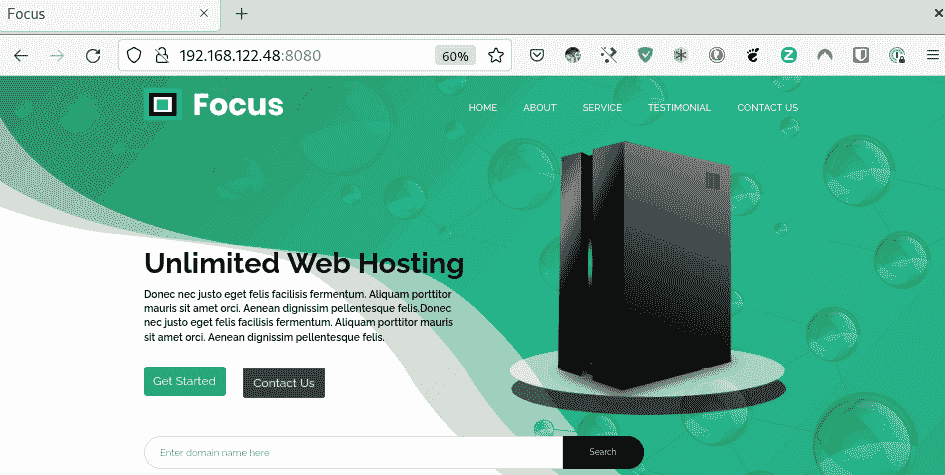 Focus
192.168.122.48:8080
60%
Focus
HOME ABOUT SERVICE TESTIMONIAL CONTACT US
Unlimited Web Hosting
Donec nec justo eget felis facilisis fermentum. Aliquam porttitor
mauris sit amet orci. Aenean dignissim pellentesque felis.Donec
nec justo eget felis facilisis fermentum. Aliquam porttitor mauris
sit amet orci. Aenean dignissim pellentesque felis.
Get Started Contact Us
Enter domain name here Search